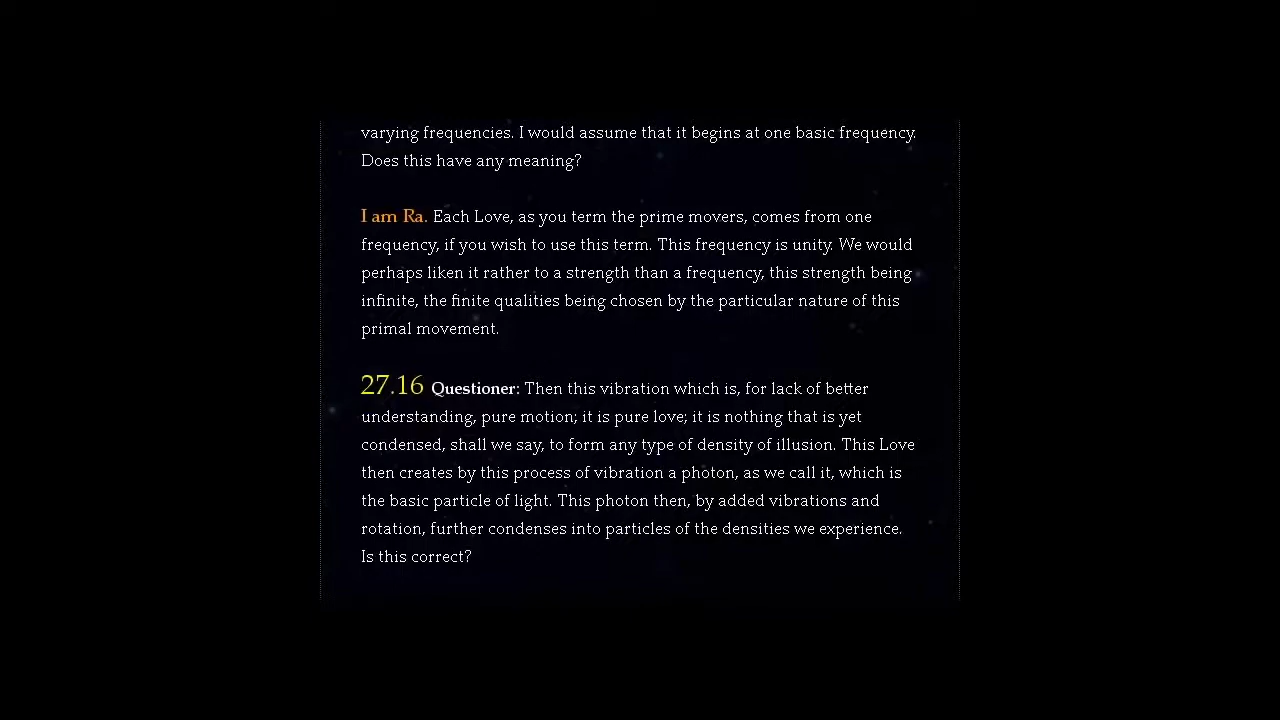 varying frequencies. I would assume that it begins at one basic frequency.
Does this have any meaning?
I am Ra. Each Love, as you term the prime movers, comes from one
frequency, if you wish to use this term. This frequency is unity. We would
perhaps liken it rather to a strength than a frequency, this strength being
infinite, the finite qualities being chosen by the particular nature of this
primal movement.
27.16 Questioner: Then this vibration which is, for lack of better
understanding, pure motion; it is pure love; it is nothing that is yet
condensed, shall we say, to form any type of density of illusion. This Love
then creates by this process of vibration a photon, as we call it, which is
the basic particle of light. This photon then, by added vibrations and
rotation, further condenses into particles of the densities we experience.
Is this correct?